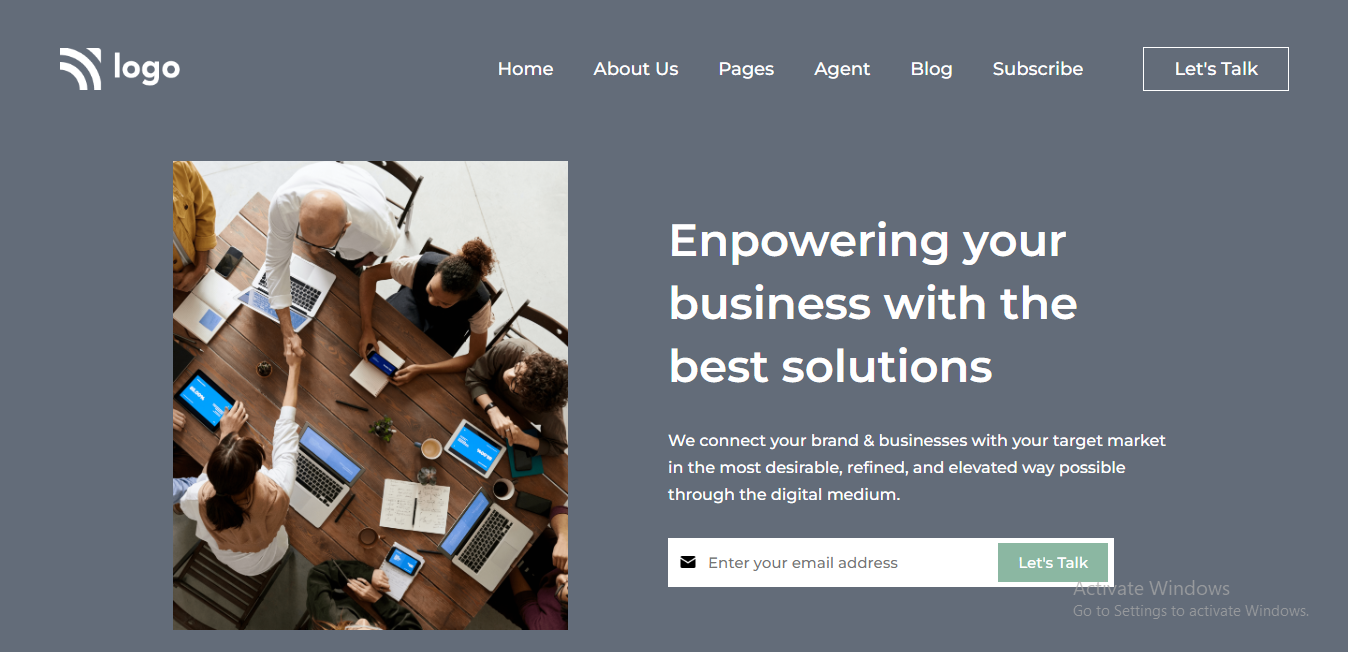 logo
Home About Us Pages Agent Blog Subscribe Let's Talk
Enpowering your
business with the
best solutions
We connect your brand & businesses with your target market
in the most desirable, refined, and elevated way possible
through the digital medium.
Enter your email address Let's Talk
Activate Windows
Go to Settings to activate Windows.